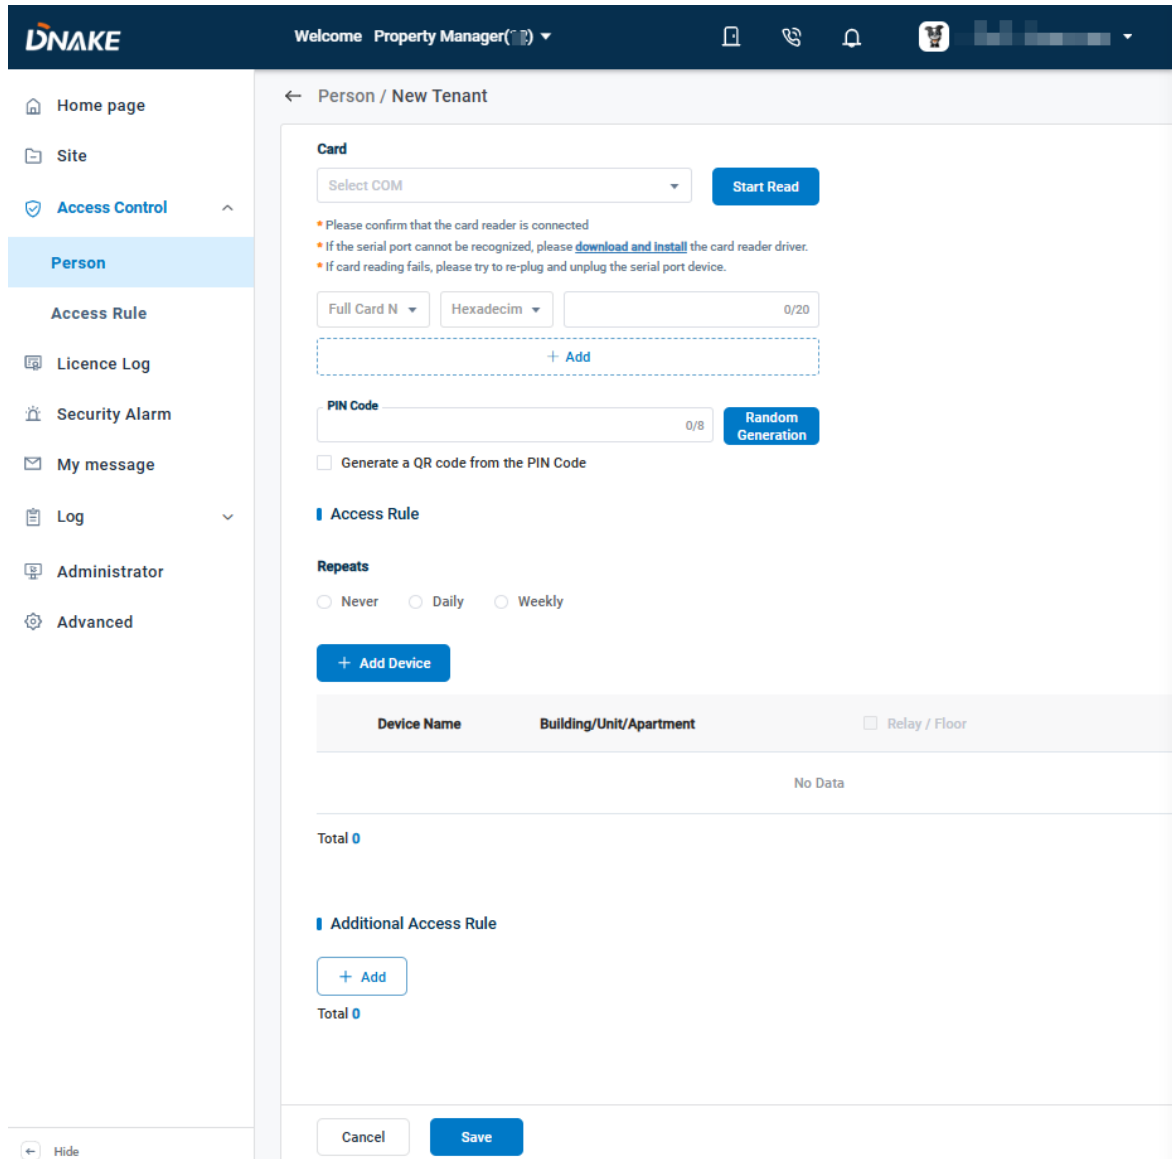 DNAKE
Welcome Property Manager(
Home page
Site
Access Control
Person
Access Rule
Licence Log
Security Alarm
My message
Log
Administrator
Advanced
Hide
Person / New Tenant
Card
Select COM
Start Read
* Please confirm that the card reader is connected
* If the serial port cannot be recognized, please download and install the card reader driver.
* If card reading fails, please try to re-plug and unplug the serial port device.
Full Card N
Hexadecim
0/20
+ Add
PIN Code
0/8
Random
Generation
Generate a QR code from the PIN Code
Access Rule
Repeats
Never Daily Weekly
+ Add Device
Device Name Building/Unit/Apartment Relay / Floor
No Data
Total 0
Additional Access Rule
+ Add
Total 0
Cancel Save